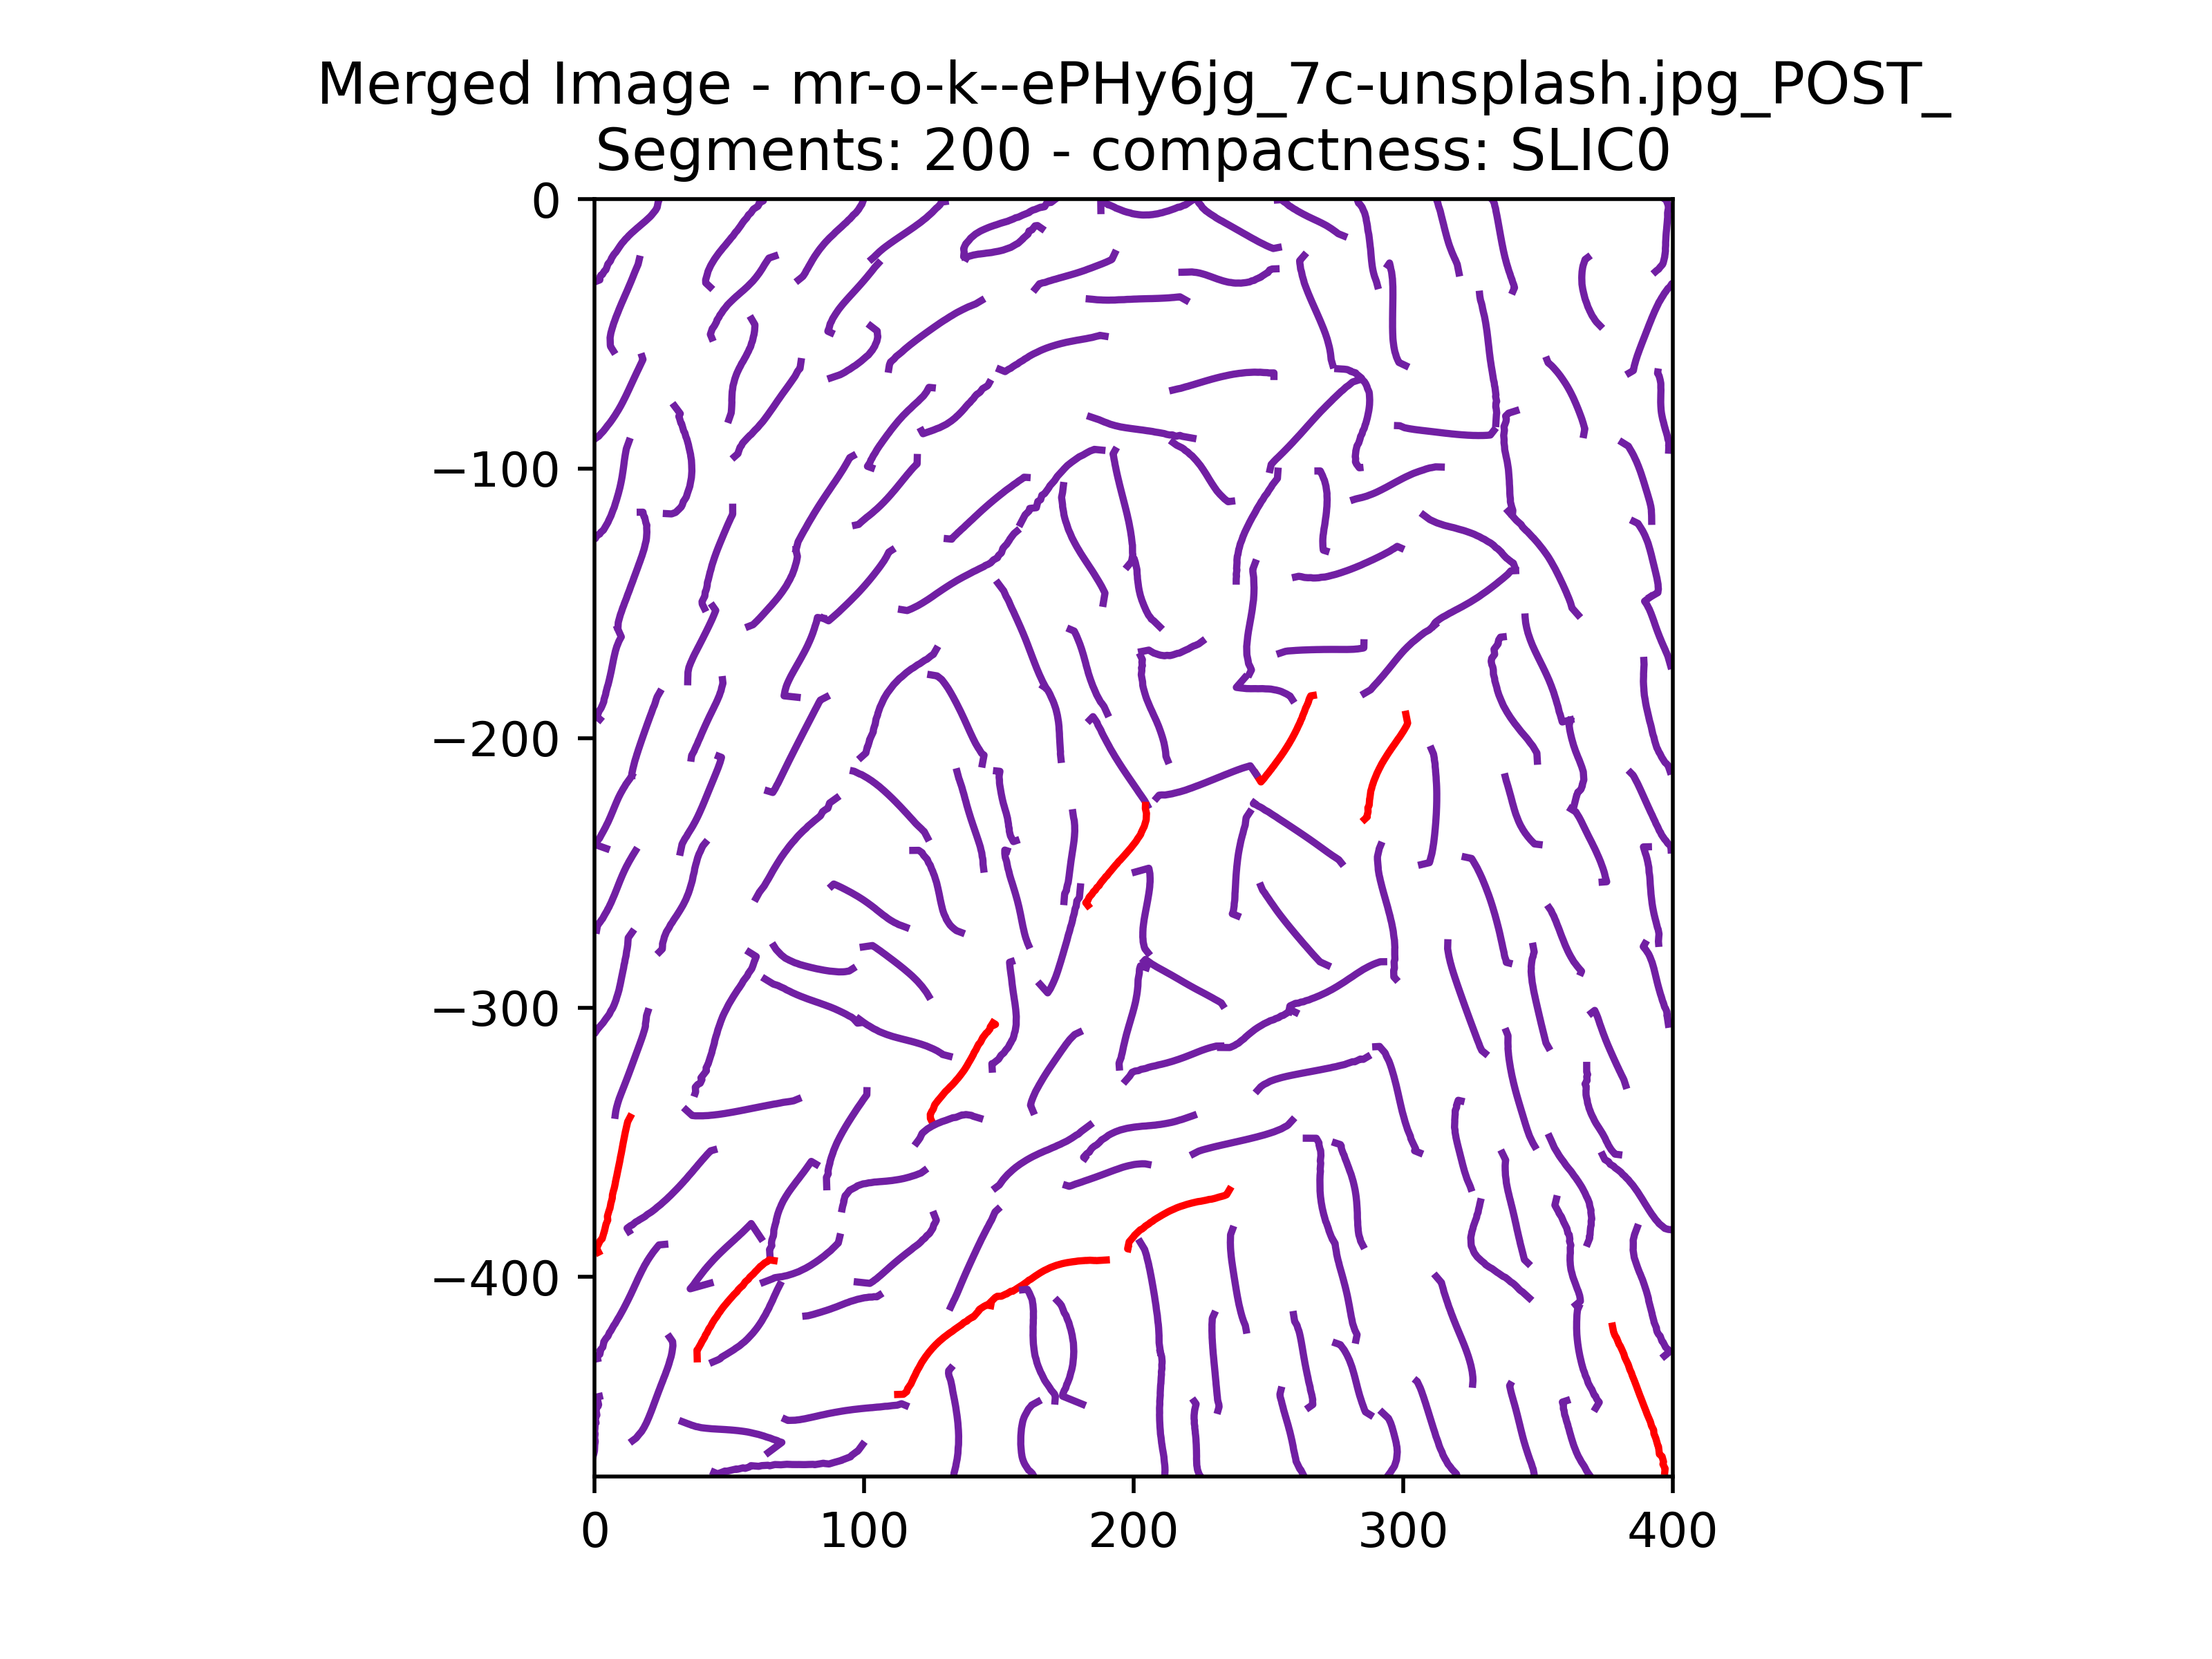 Merged Image - mr-o-k--ePHy6jg_7c-unsplash.jpg_POST_
Segments: 200 - compactness: SLIC0
0
−100
−200
−300
−400
0 100 200 300 400